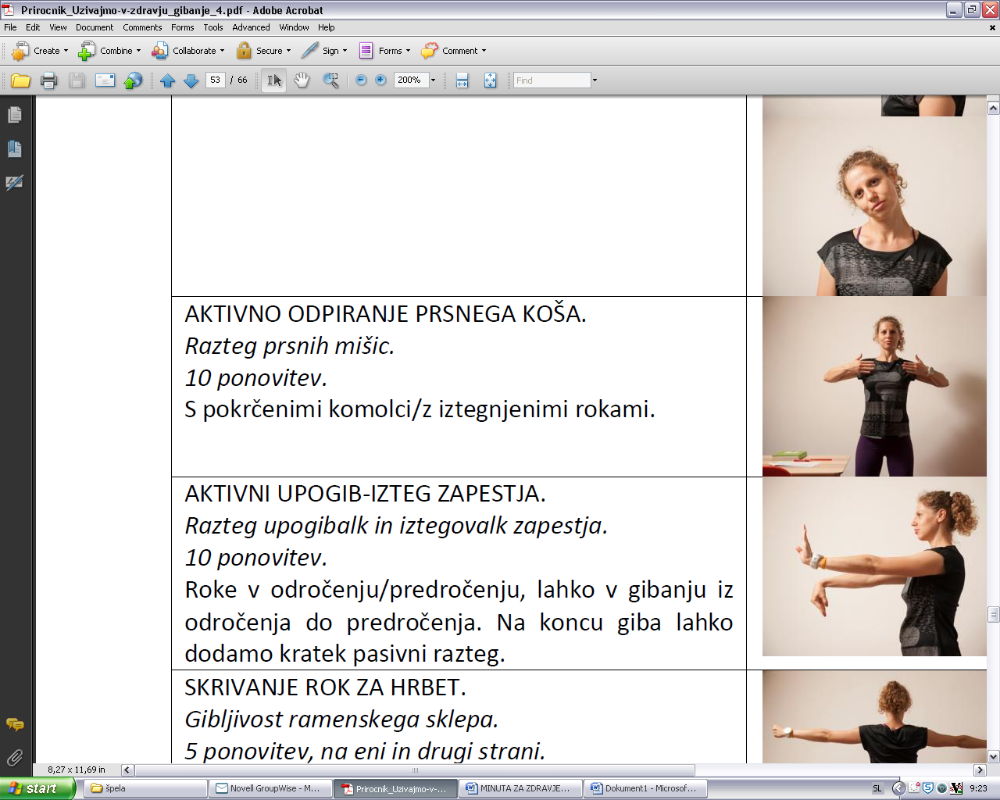 Prirocnik_Uzivajmo-v-zdravju_gibanje_4.pdf - Adobe Acrobat
File Edit View Document Comments Forms Tools Advanced Window Help
Create Combine Collaborate Secure Sign Forms Comment
53 / 66 200% Find
AKTIVNO ODPIRANJE PRSNEGA KOŠA.
Razteg prsnih mišic.
10 ponovitev.
S pokrčenimi komolci/z iztegnjenimi rokami.
AKTIVNI UPOGIB-IZTEG ZAPESTJA.
Razteg upogibalk in iztegovalk zapestja.
10 ponovitev.
Roke v odročenju/predročenju, lahko v gibanju iz
odročenja do predročenja. Na koncu giba lahko
dodamo kratek pasivni razteg.
SKRIVANJE ROK ZA HRBET.
Gibljivost ramenskega sklepa.
5 ponovitev, na eni in drugi strani.
8,27 x 11,69 in
start špela Novell GroupWise - M... Prirocnik_Uzivajmo-v-... MINUTA ZA ZDRAVJE... Dokument1 - Microsof... SL 9:23